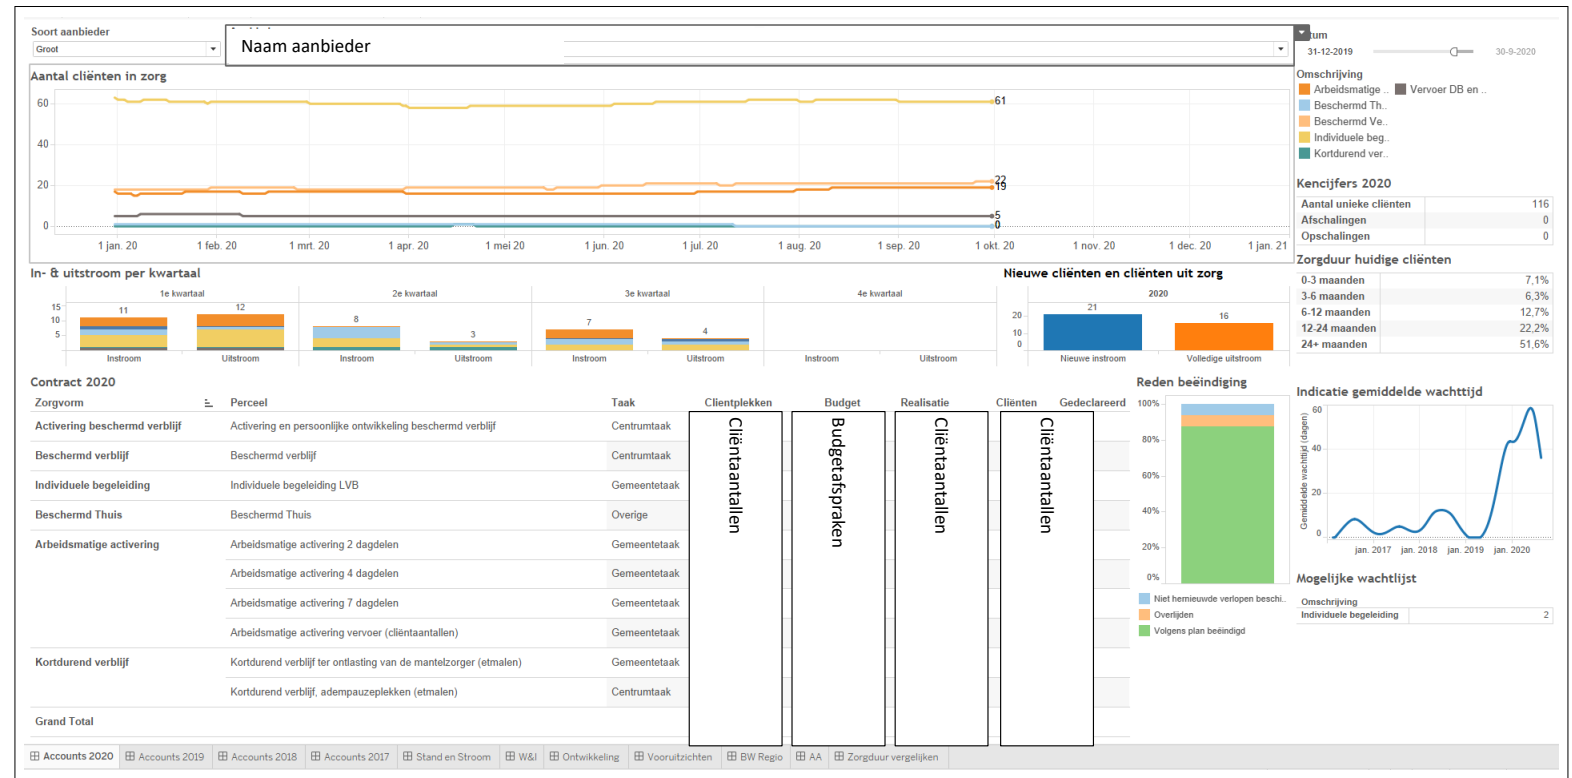 Soort aanbieder
Groot
Naam aanbieder
tum
31-12-2019
30-9-2020
Aantal cliënten in zorg
60
40
20
0
61
22
19
5
0
1 jan. 20
1 feb. 20
1 mrt. 20
1 apr. 20
1 mei 20
1 jun. 20
1 jul. 20
1 aug. 20
1 sep. 20
1 okt. 20
1 nov. 20
1 dec. 20
1 jan. 21
Omschrijving
Arbeidsmatige .. Vervoer DB en ..
Beschermd Th..
Beschermd Ve..
Individuele beg..
Kortdurend ver..
Kencijfers 2020
Aantal unieke cliënten 116
Afschalingen 0
Opschalingen 0
Zorgduur huidige cliënten
0-3 maanden 7,1%
3-6 maanden 6,3%
6-12 maanden 12,7%
12-24 maanden 22,2%
24+ maanden 51,6%
In- & uitstroom per kwartaal
1e kwartaal
2e kwartaal
3e kwartaal
4e kwartaal
15
10
5
11
12
8
3
7
4
Instroom
Uitstroom
Instroom
Uitstroom
Instroom
Uitstroom
Instroom
Uitstroom
Nieuwe cliënten en cliënten uit zorg
2020
20
10
0
21
16
Nieuwe instroom
Volledige uitstroom
Contract 2020
Zorgvorm Perceel Taak Clientplekken Budget Realisatie Cliënten Gedeclareerd
Activering beschermd verblijf Activering en persoonlijke ontwikkeling beschermd verblijf Centrumtaak
Beschermd verblijf Beschermd verblijf Centrumtaak
Individuele begeleiding Individuele begeleiding LVB Gemeentetaak
Beschermd Thuis Beschermd Thuis Overige
Arbeidsmatige activering Arbeidsmatige activering 2 dagdelen Gemeentetaak
Arbeidsmatige activering 4 dagdelen Gemeentetaak
Arbeidsmatige activering 7 dagdelen Gemeentetaak
Arbeidsmatige activering vervoer (cliëntaantallen) Gemeentetaak
Kortdurend verblijf Kortdurend verblijf ter ontlasting van de mantelzorger (etmalen) Gemeentetaak
Kortdurend verblijf, adempauzeplekken (etmalen) Centrumtaak
Grand Total
Cliëntaantallen
Budgetafspraken
Cliëntaantallen
Cliëntaantallen
Reden beëindiging
100%
80%
60%
40%
20%
0%
Niet hernieuwde verlopen beschi..
Overlijden
Volgens plan beëindigd
Indicatie gemiddelde wachttijd
Gemiddelde wachttijd (dagen)
60
40
20
0
jan. 2017
jan. 2018
jan. 2019
jan. 2020
Mogelijke wachtlijst
Omschrijving
Individuele begeleiding 2
Accounts 2020
Accounts 2019
Accounts 2018
Accounts 2017
Stand en Stroom
W&I
Ontwikkeling
Vooruitzichten
BW Regio
AA
Zorgduur vergelijken